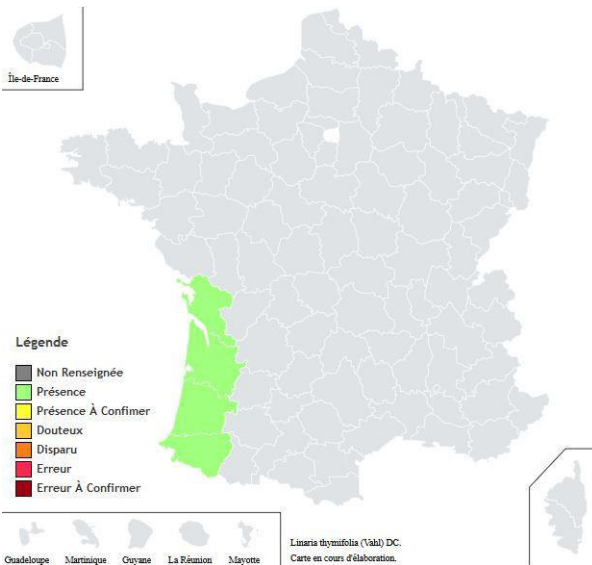 Île-de-France
Légende
Non Renseignée
Présence
Présence À Confimer
Douteux
Disparu
Erreur
Erreur À Confirmer
Guadeloupe Martinique Guyane La Réunion Mayotte
Linaria thymifolia (Vahl) DC.
Carte en cours d'élaboration.